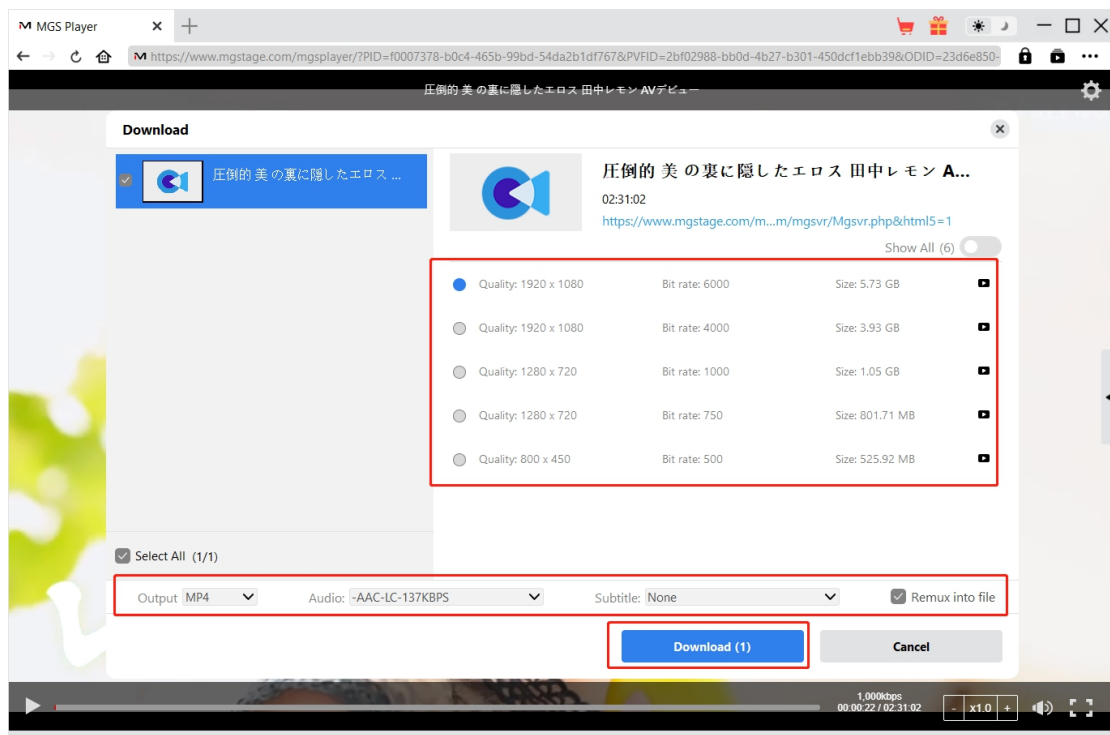 MGS Player
https://www.mgstage.com/mgsplayer/?PID=f0007378-b0c4-465b-99bd-54da2b1df767&PVFID=2bf02988-bb0d-4b27-b301-450dcf1ebb39&ODID=23d6e850-
圧倒的 美 の裏に隠したエロス 田中レモン AVデビュー
Download
圧倒的 美 の裏に隠したエロス ...
圧倒的 美 の裏に隠したエロス 田中レモン A...
02:31:02
https://www.mgstage.com/m...m/mgsvr/Mgsvr.php&html5=1
Show All (6)
Quality: 1920 x 1080 Bit rate: 6000 Size: 5.73 GB
Quality: 1920 x 1080 Bit rate: 4000 Size: 3.93 GB
Quality: 1280 x 720 Bit rate: 1000 Size: 1.05 GB
Quality: 1280 x 720 Bit rate: 750 Size: 801.71 MB
Quality: 800 x 450 Bit rate: 500 Size: 525.92 MB
Select All (1/1)
Output MP4 Audio: -AAC-LC-137KBPS Subtitle: None Remux into file
Download (1) Cancel
1,000kbps
00:00:22 / 02:31:02 - x1.0 +